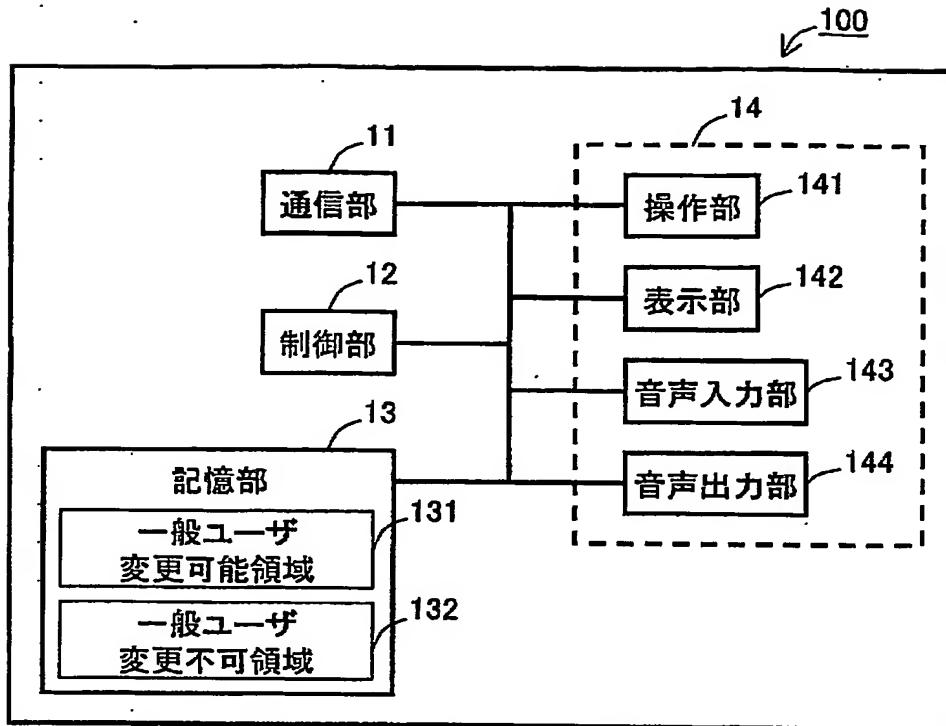 100
14
11
通信部
141
操作部
12
制御部
142
表示部
143
音声入力部
13
記憶部
144
音声出力部
131
一般ユーザ
変更可能領域
132
一般ユーザ
変更不可領域